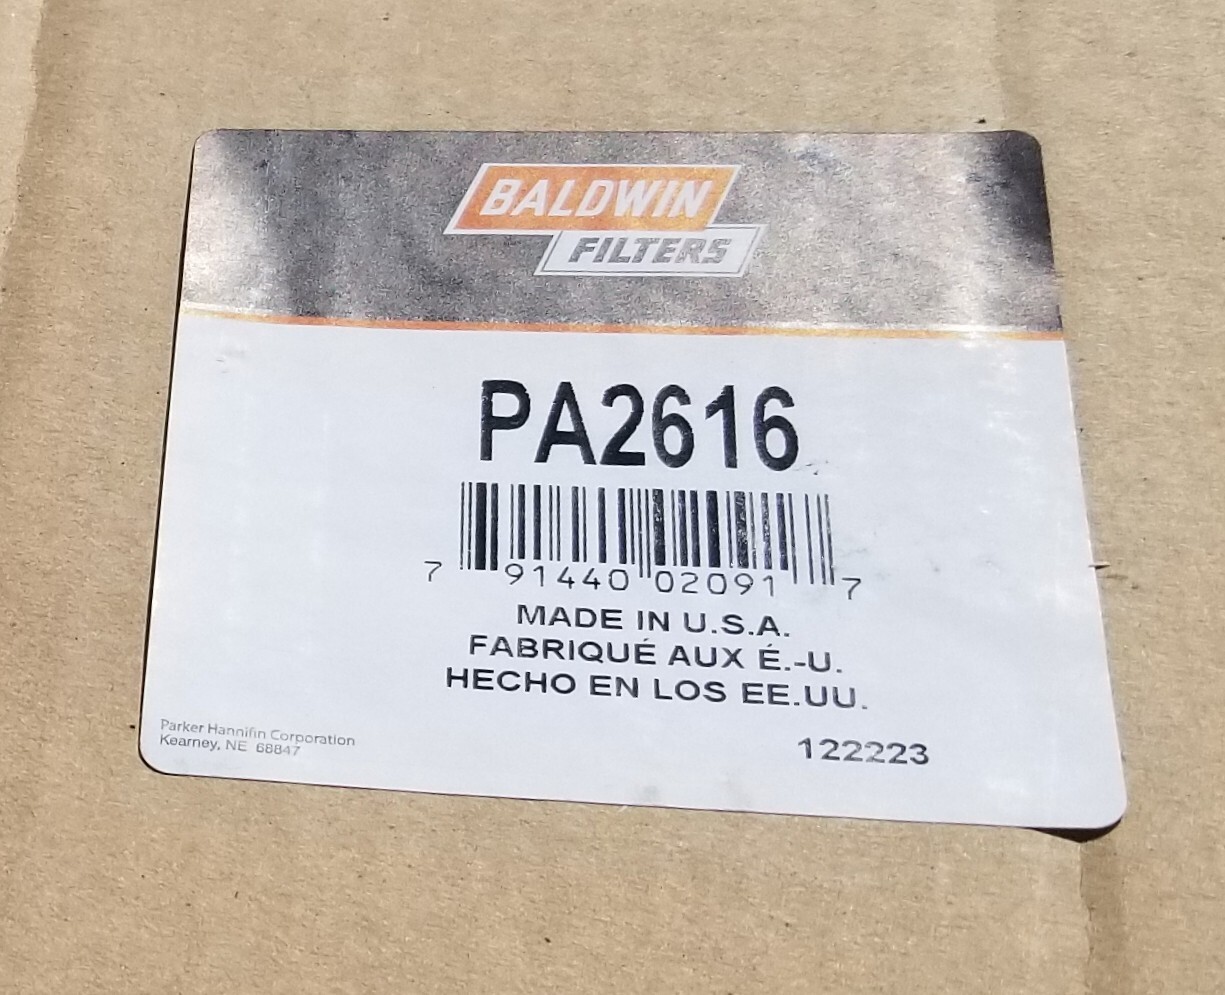 BALDWIN
FILTERS
PA2616
7 91440 02091 7
MADE IN U.S.A.
FABRIQUÉ AUX É.-U.
HECHO EN LOS EE.UU.
Parker Hannifin Corporation
Kearney, NE 68847
122223